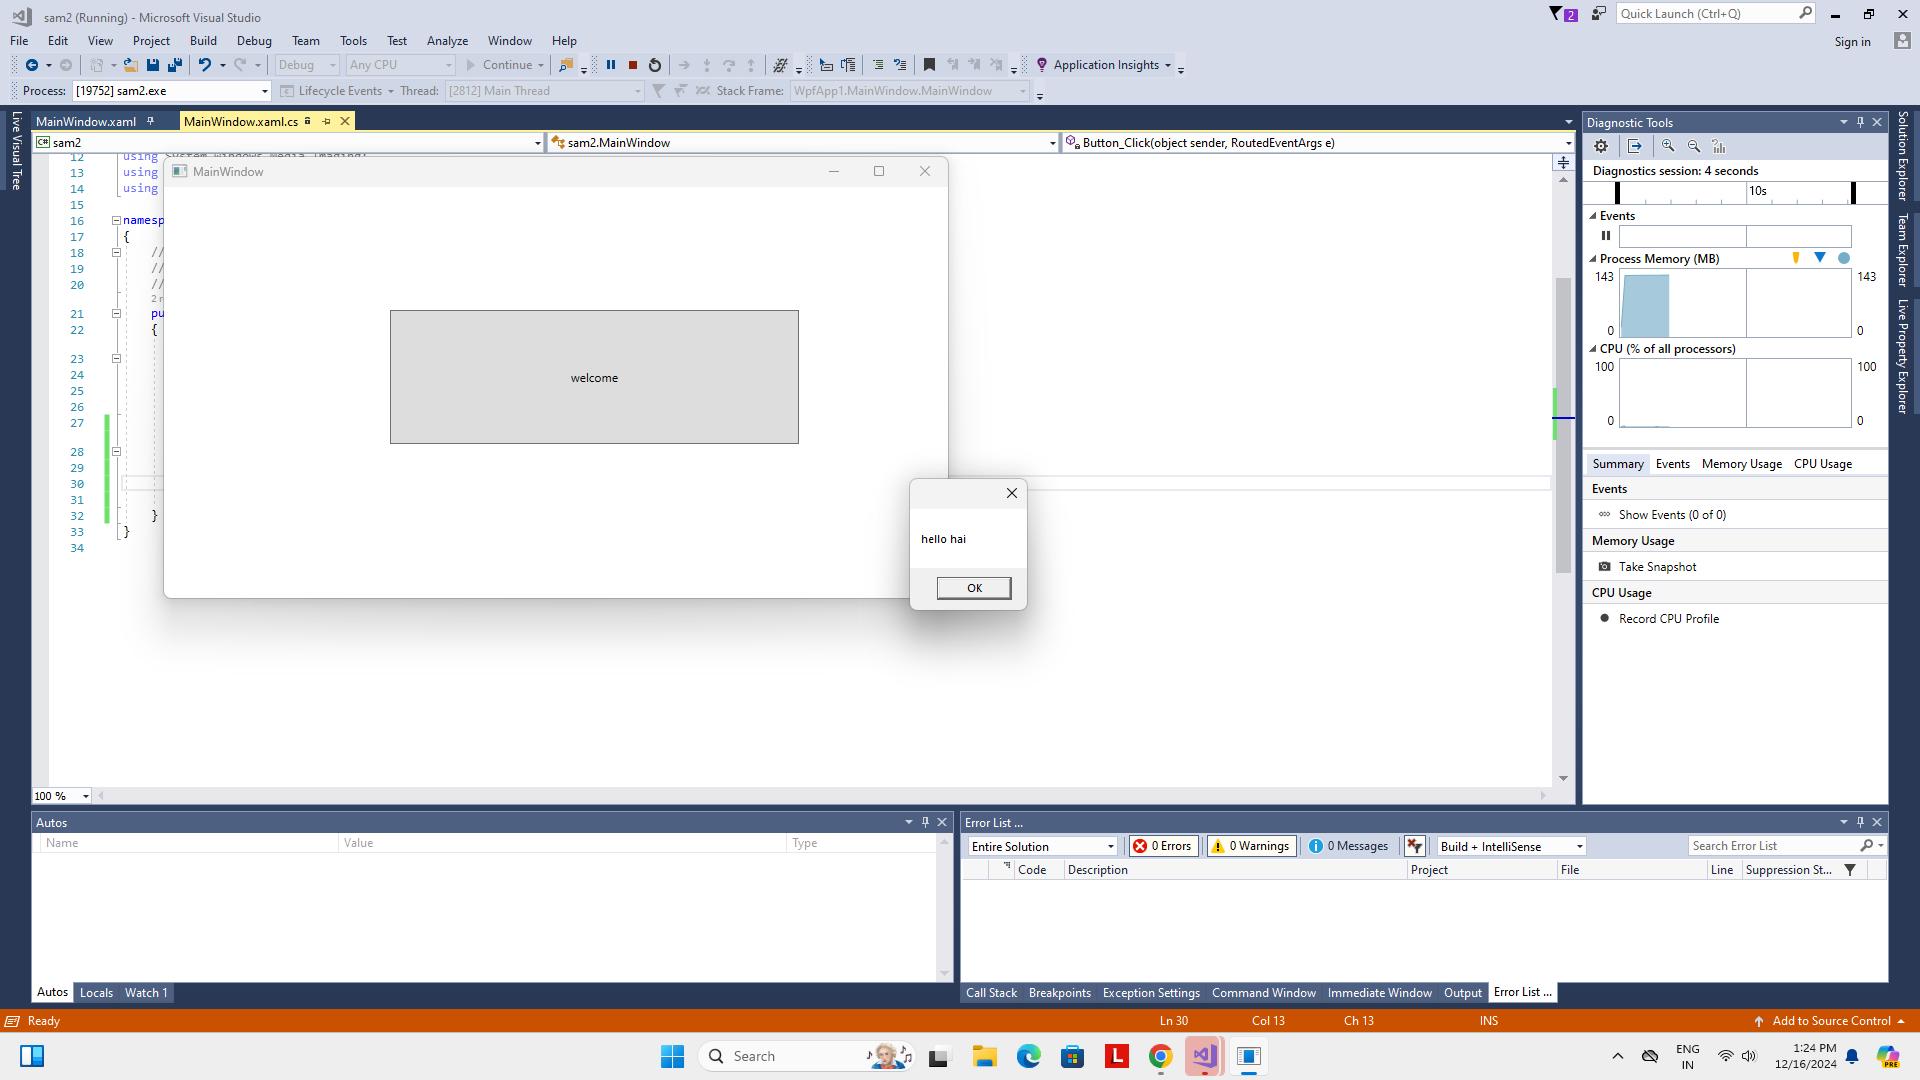 sam2 (Running) - Microsoft Visual Studio
2
Quick Launch (Ctrl+Q)
File Edit View Project Build Debug Team Tools Test Analyze Window Help
Sign in
Debug Any CPU Continue Application Insights
Process: [19752] sam2.exe Lifecycle Events Thread: [2812] Main Thread Stack Frame: WpfApp1.MainWindow.MainWindow
Live Visual Tree
MainWindow.xaml MainWindow.xaml.cs
C# sam2 sam2.MainWindow Button_Click(object sender, RoutedEventArgs e)
12 using System.Windows.Media.Imaging;
13 using
14 using
15
16 namesp
17 {
18 //
19 //
20 //
2 r
21 pu
22 {
23
24
25
26
27
28
29
30
31
32 }
33 }
34
MainWindow
welcome
hello hai
OK
100 %
Diagnostic Tools
Diagnostics session: 4 seconds
10s
Events
Process Memory (MB)
143 143
0 0
CPU (% of all processors)
100 100
0 0
Summary Events Memory Usage CPU Usage
Events
Show Events (0 of 0)
Memory Usage
Take Snapshot
CPU Usage
Record CPU Profile
Solution Explorer
Team Explorer
Live Property Explorer
Autos
Name Value Type
Autos Locals Watch 1
Error List ...
Entire Solution 0 Errors 0 Warnings 0 Messages Build + IntelliSense Search Error List
Code Description Project File Line Suppression St...
Call Stack Breakpoints Exception Settings Command Window Immediate Window Output Error List ...
Ready Ln 30 Col 13 Ch 13 INS Add to Source Control
Search
L
PRE
ENG
IN
1:24 PM
12/16/2024